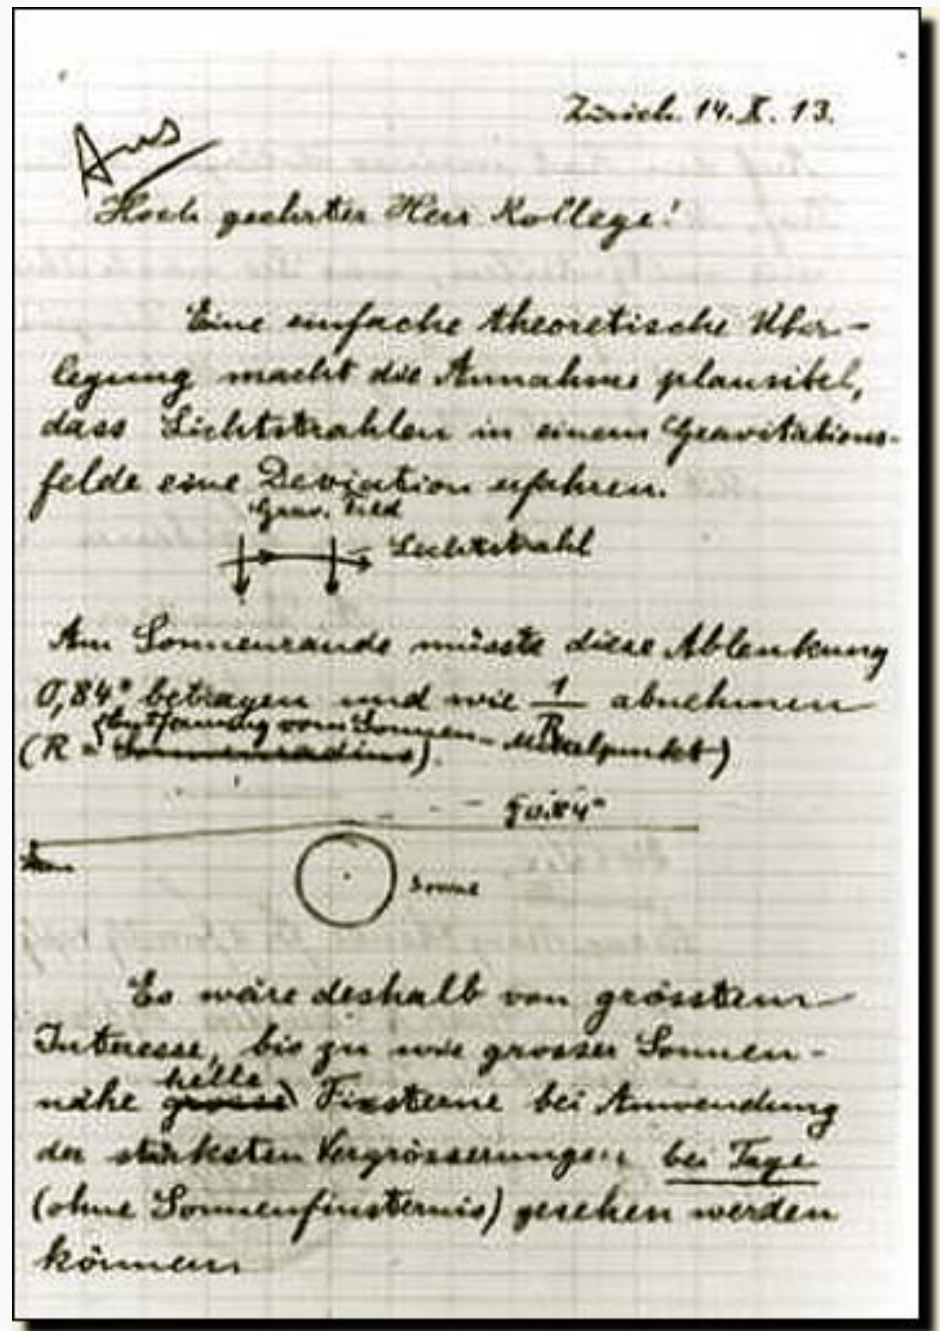 Zürich. 14. X. 13.
Hoch geehrter Herr Kollege!
Eine einfache theoretische Über-
legung macht die Annahme plausibel,
dass Lichtstrahlen in einem Gravitations-
felde eine Deviation erfahren.
Grav. Feld
Lichtstrahl
Am Sonnenrande müsste diese Ablenkung
0,84" betragen und wie 1/R abnehmen
(R = Sonnenradius) Entfernung vom Sonnen-Mittelpunkt)
0.84"
Sonne
Es wäre deshalb von grösstem
Interesse, bis zu wie grosser Sonnen-
nähe grosse helle Fixsterne bei Anwendung
der stärksten Vergrösserungen bei Tage
(ohne Sonnenfinsternis) gesehen werden
können.